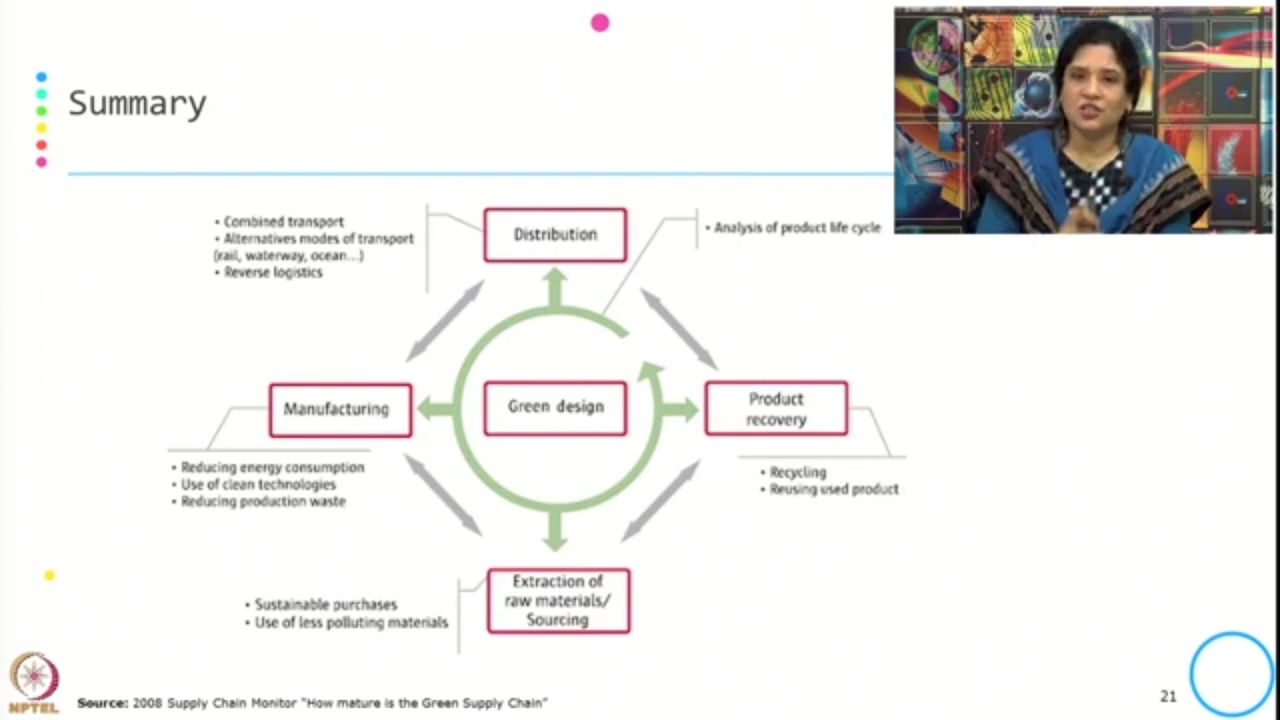 Summary
• Combined transport
• Alternatives modes of transport
(rail, waterway, ocean...)
• Reverse logistics
Distribution
• Analysis of product life cycle
Manufacturing
Green design
Product
recovery
• Reducing energy consumption
• Use of clean technologies
• Reducing production waste
• Recycling
• Reusing used product
Extraction of
raw materials/
Sourcing
• Sustainable purchases
• Use of less polluting materials
NPTEL
Source: 2008 Supply Chain Monitor "How mature is the Green Supply Chain"
21